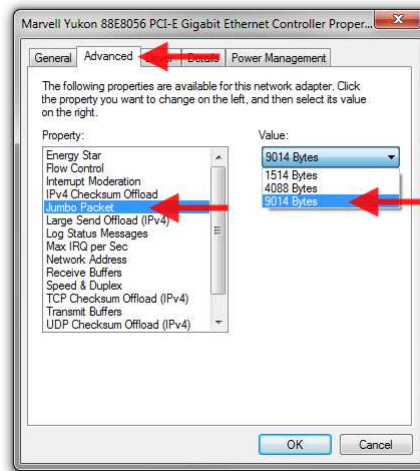 Marvell Yukon 88E8056 PCI-E Gigabit Ethernet Controller Proper...
General Advanced Details Power Management
The following properties are available for this network adapter. Click
the property you want to change on the left, and then select its value
on the right.
Property:
Energy Star
Flow Control
Interrupt Moderation
IPv4 Checksum Offload
Jumbo Packet
Large Send Offload (IPv4)
Log Status Messages
Max IRQ per Sec
Network Address
Receive Buffers
Speed & Duplex
TCP Checksum Offload (IPv4)
Transmit Buffers
UDP Checksum Offload (IPv4)
Value:
9014 Bytes
1514 Bytes
4088 Bytes
9014 Bytes
OK Cancel